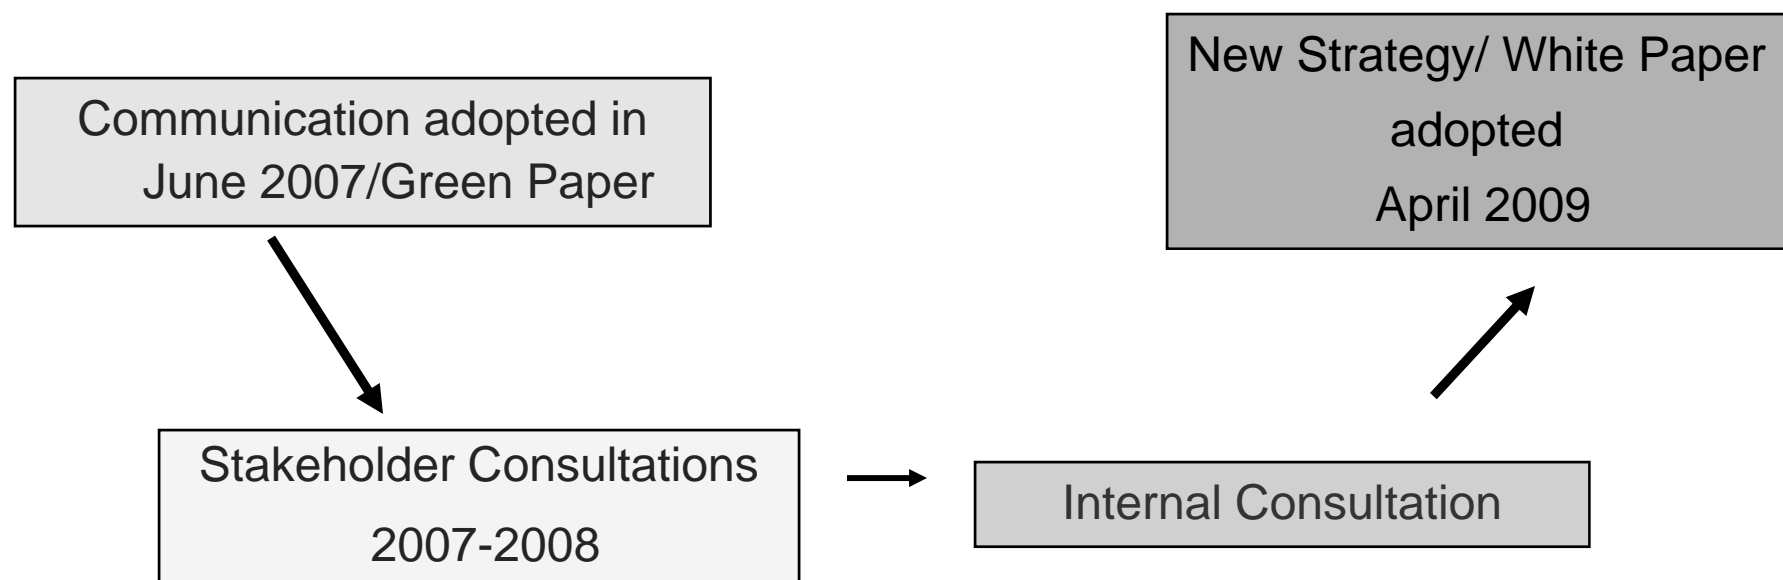 Communication adopted in
June 2007/Green Paper
Stakeholder Consultations
2007-2008
Internal Consultation
New Strategy/ White Paper
adopted
April 2009